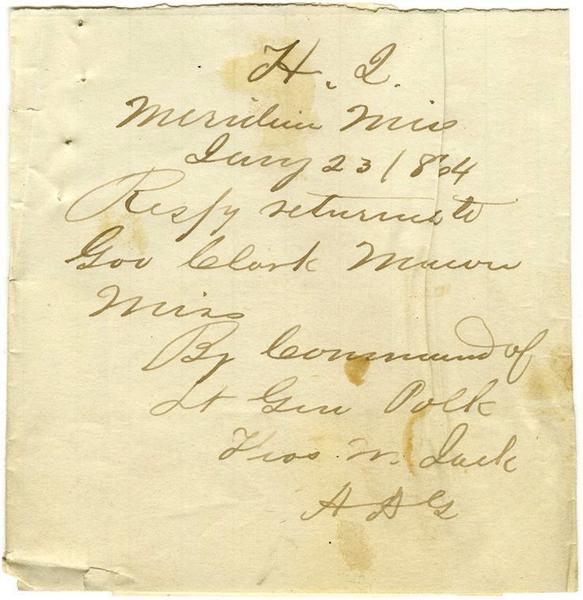 H. Q.
Meridian Miss
Jany 23 / 864
Respy returned to
Gov Clark Macon
Miss
By Command of
Lt Gen Polk
Thos. M. Jack
A A G